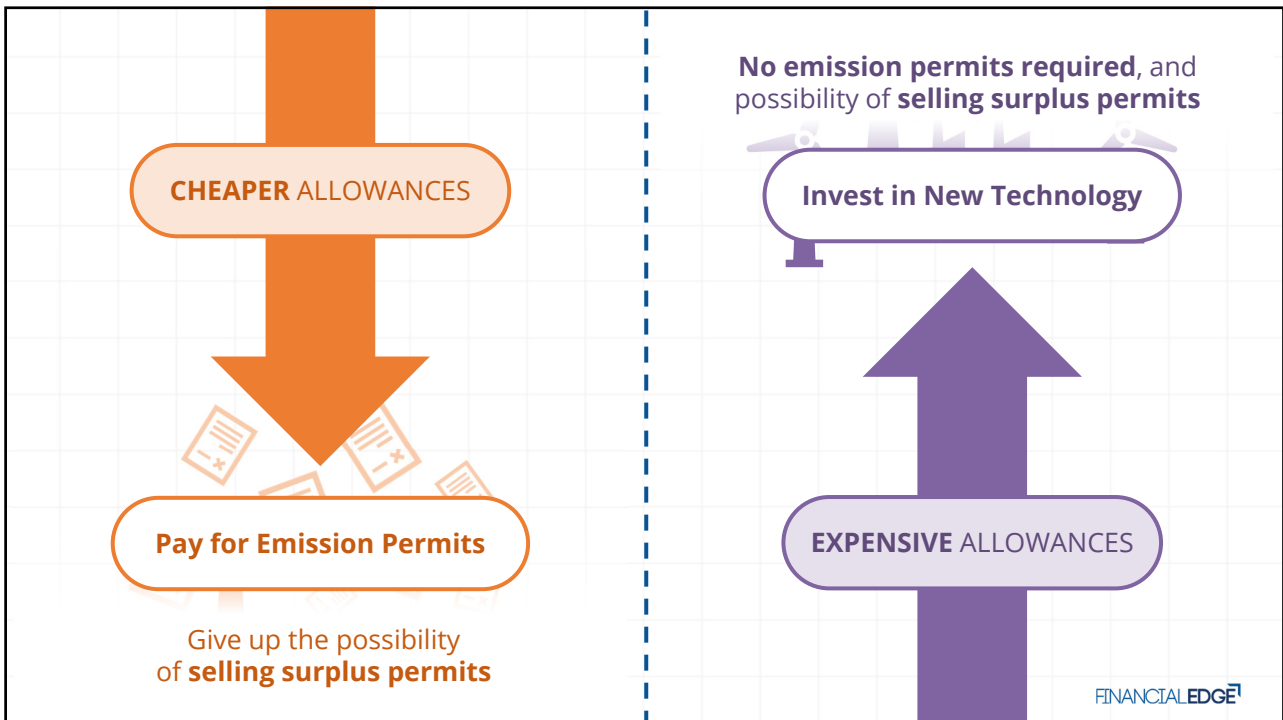 CHEAPER ALLOWANCES
Pay for Emission Permits
Give up the possibility
of selling surplus permits
No emission permits required, and
possibility of selling surplus permits
Invest in New Technology
EXPENSIVE ALLOWANCES
FINANCIALEDGE